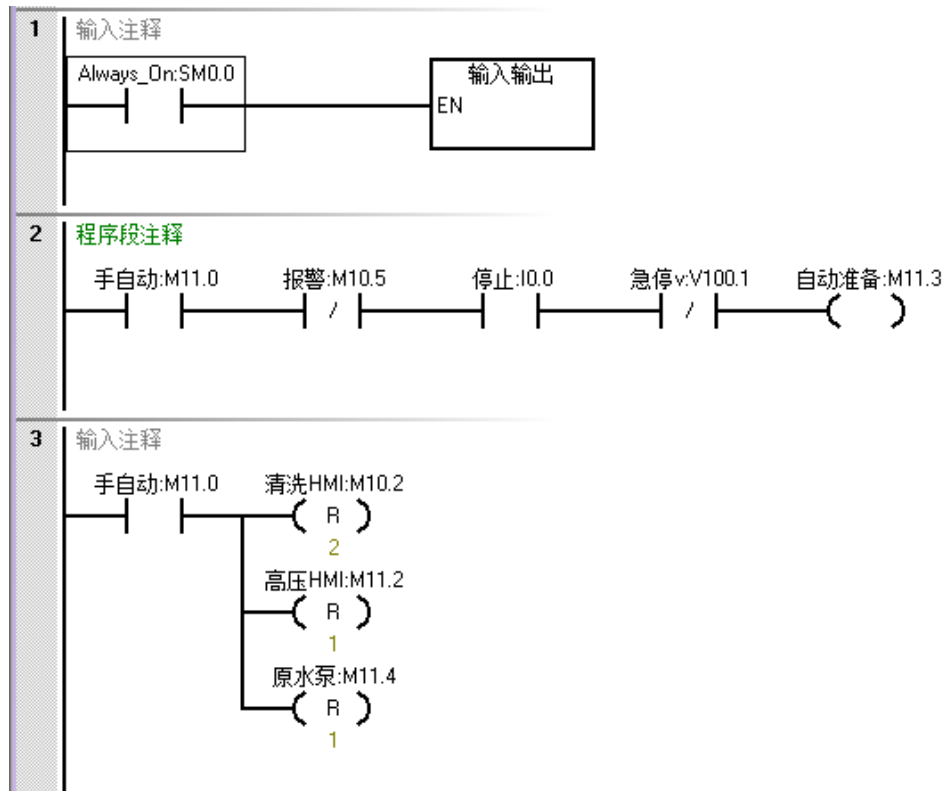 1 输入注释
Always_On:SM0.0
输入输出
EN
2 程序段注释
手自动:M11.0 报警:M10.5 停止:I0.0 急停v:V100.1 自动准备:M11.3
/ /
3 输入注释
手自动:M11.0 清洗HMI:M10.2
R
2
高压HMI:M11.2
R
1
原水泵:M11.4
R
1